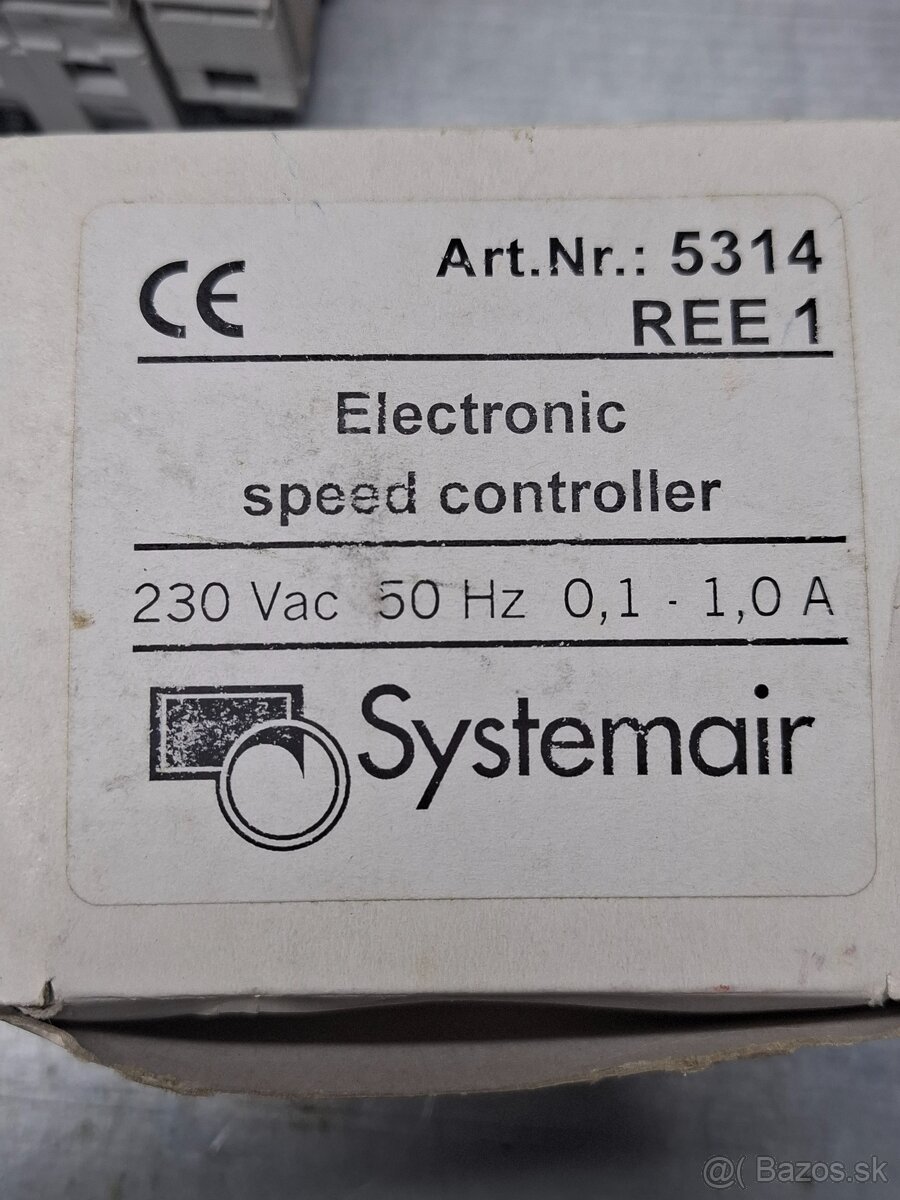 CE
Art.Nr.: 5314
REE 1
Electronic
speed controller
230 Vac 50 Hz 0,1 - 1,0 A
Systemair
@( Bazos.sk